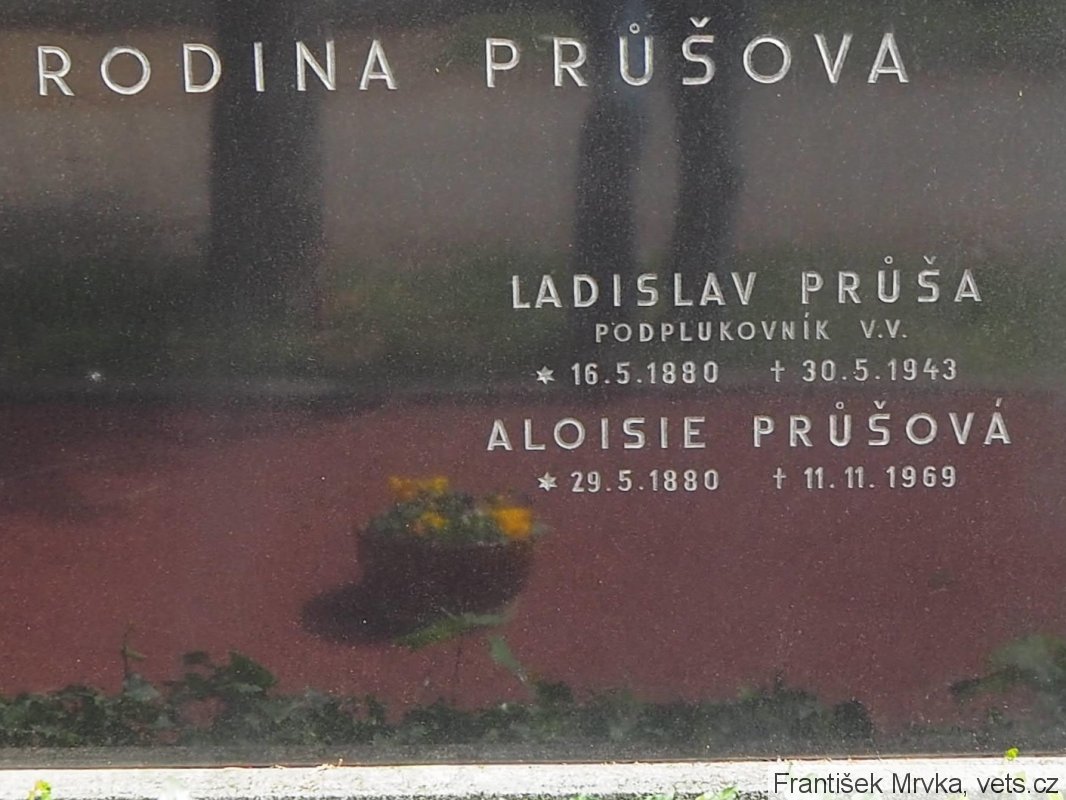 RODINA PRŮŠOVA
LADISLAV PRŮŠA
PODPLUKOVNÍK V.V.
* 16.5.1880 † 30.5.1943
ALOISIE PRŮŠOVÁ
* 29.5.1880 † 11.11.1969
František Mrvka, vets.cz